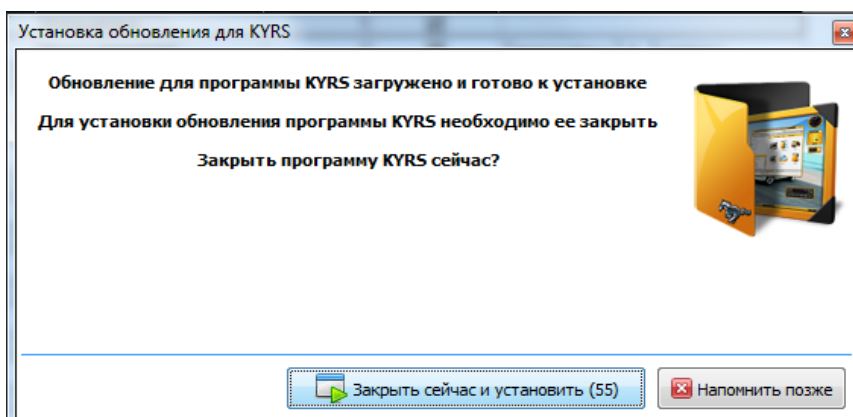 Установка обновления для KYRS
Обновление для программы KYRS загружено и готово к установке
Для установки обновления программы KYRS необходимо ее закрыть
Закрыть программу KYRS сейчас?
Закрыть сейчас и установить (55)
Напомнить позже